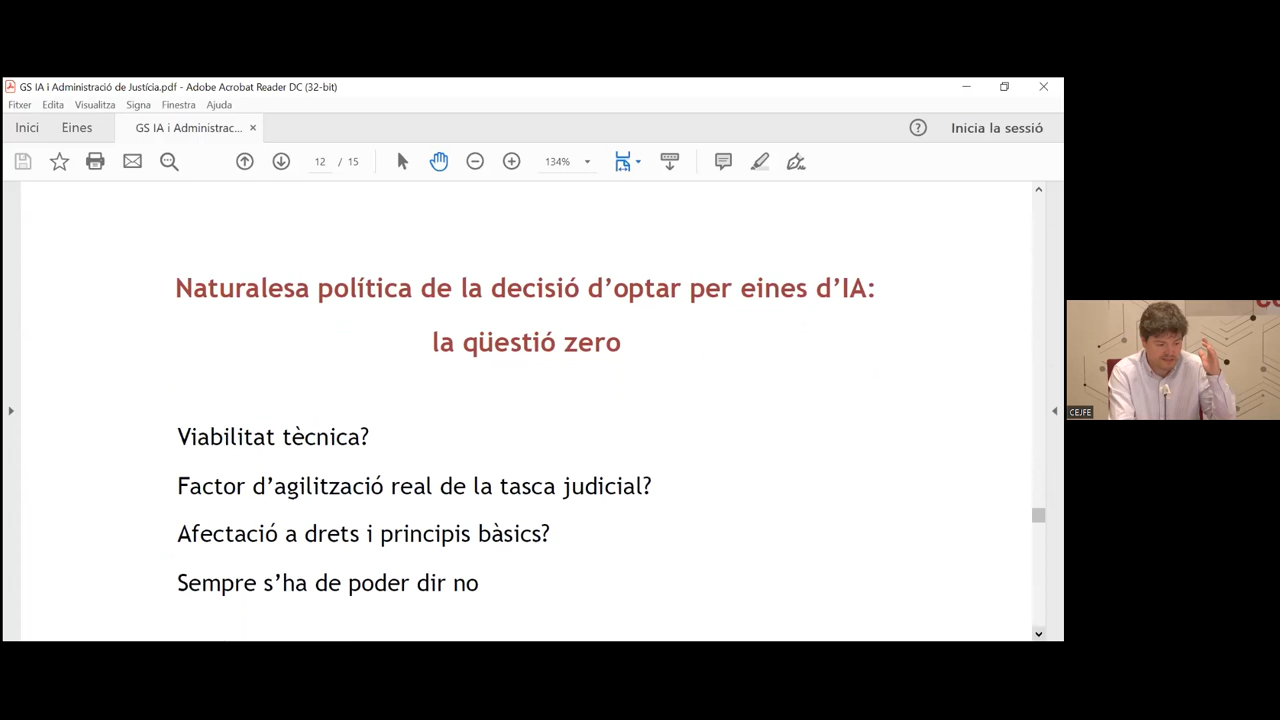 GS IA i Administració de Justícia.pdf - Adobe Acrobat Reader DC (32-bit)
Fitxer Edita Visualitza Signa Finestra Ajuda
Inici Eines GS IA i Administrac... × Inicia la sessió
12 / 15 134%
Naturalesa política de la decisió d’optar per eines d’IA:
la qüestió zero
Viabilitat tècnica?
Factor d’agilització real de la tasca judicial?
Afectació a drets i principis bàsics?
Sempre s’ha de poder dir no
CEJFE